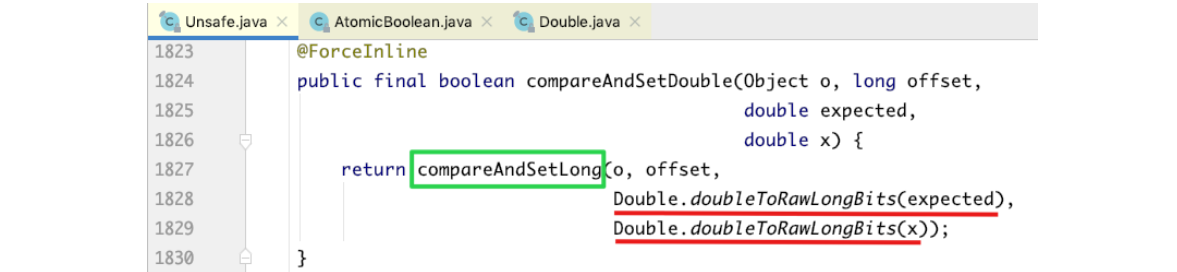 Unsafe.java × AtomicBoolean.java × Double.java ×
1823 @ForceInline
1824 public final boolean compareAndSetDouble(Object o, long offset,
1825 double expected,
1826 double x) {
1827 return compareAndSetLong(o, offset,
1828 Double.doubleToRawLongBits(expected),
1829 Double.doubleToRawLongBits(x));
1830 }